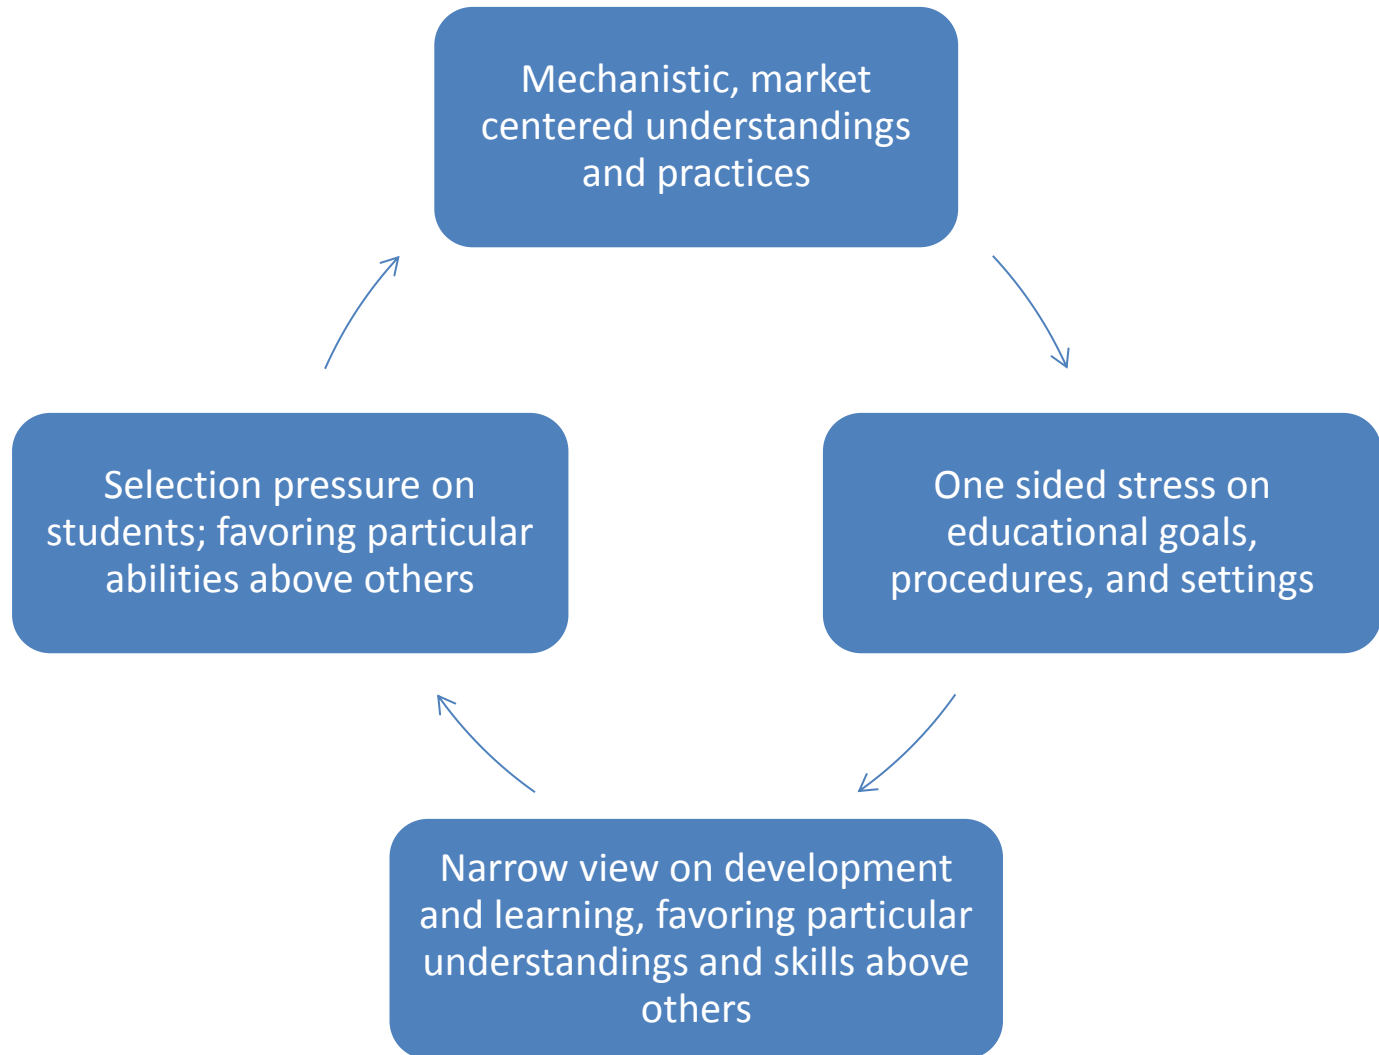 Mechanistic, market
centered understandings
and practices
Selection pressure on
students; favoring particular
abilities above others
One sided stress on
educational goals,
procedures, and settings
Narrow view on development
and learning, favoring particular
understandings and skills above
others